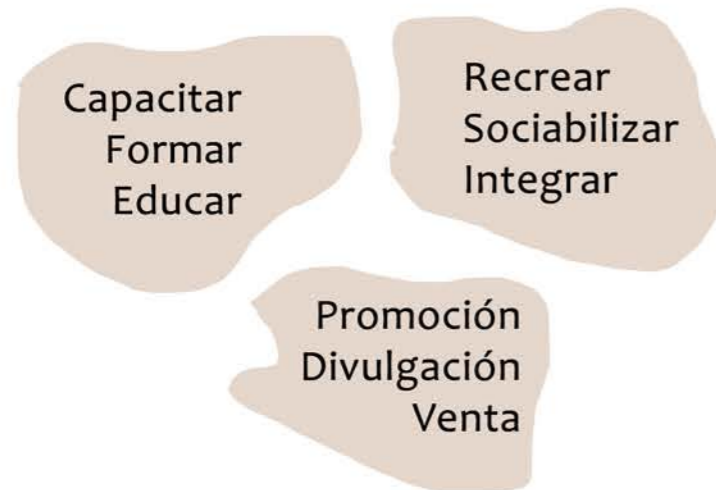 Capacitar
Formar
Educar
Recrear
Sociabilizar
Integrar
Promoción
Divulgación
Venta